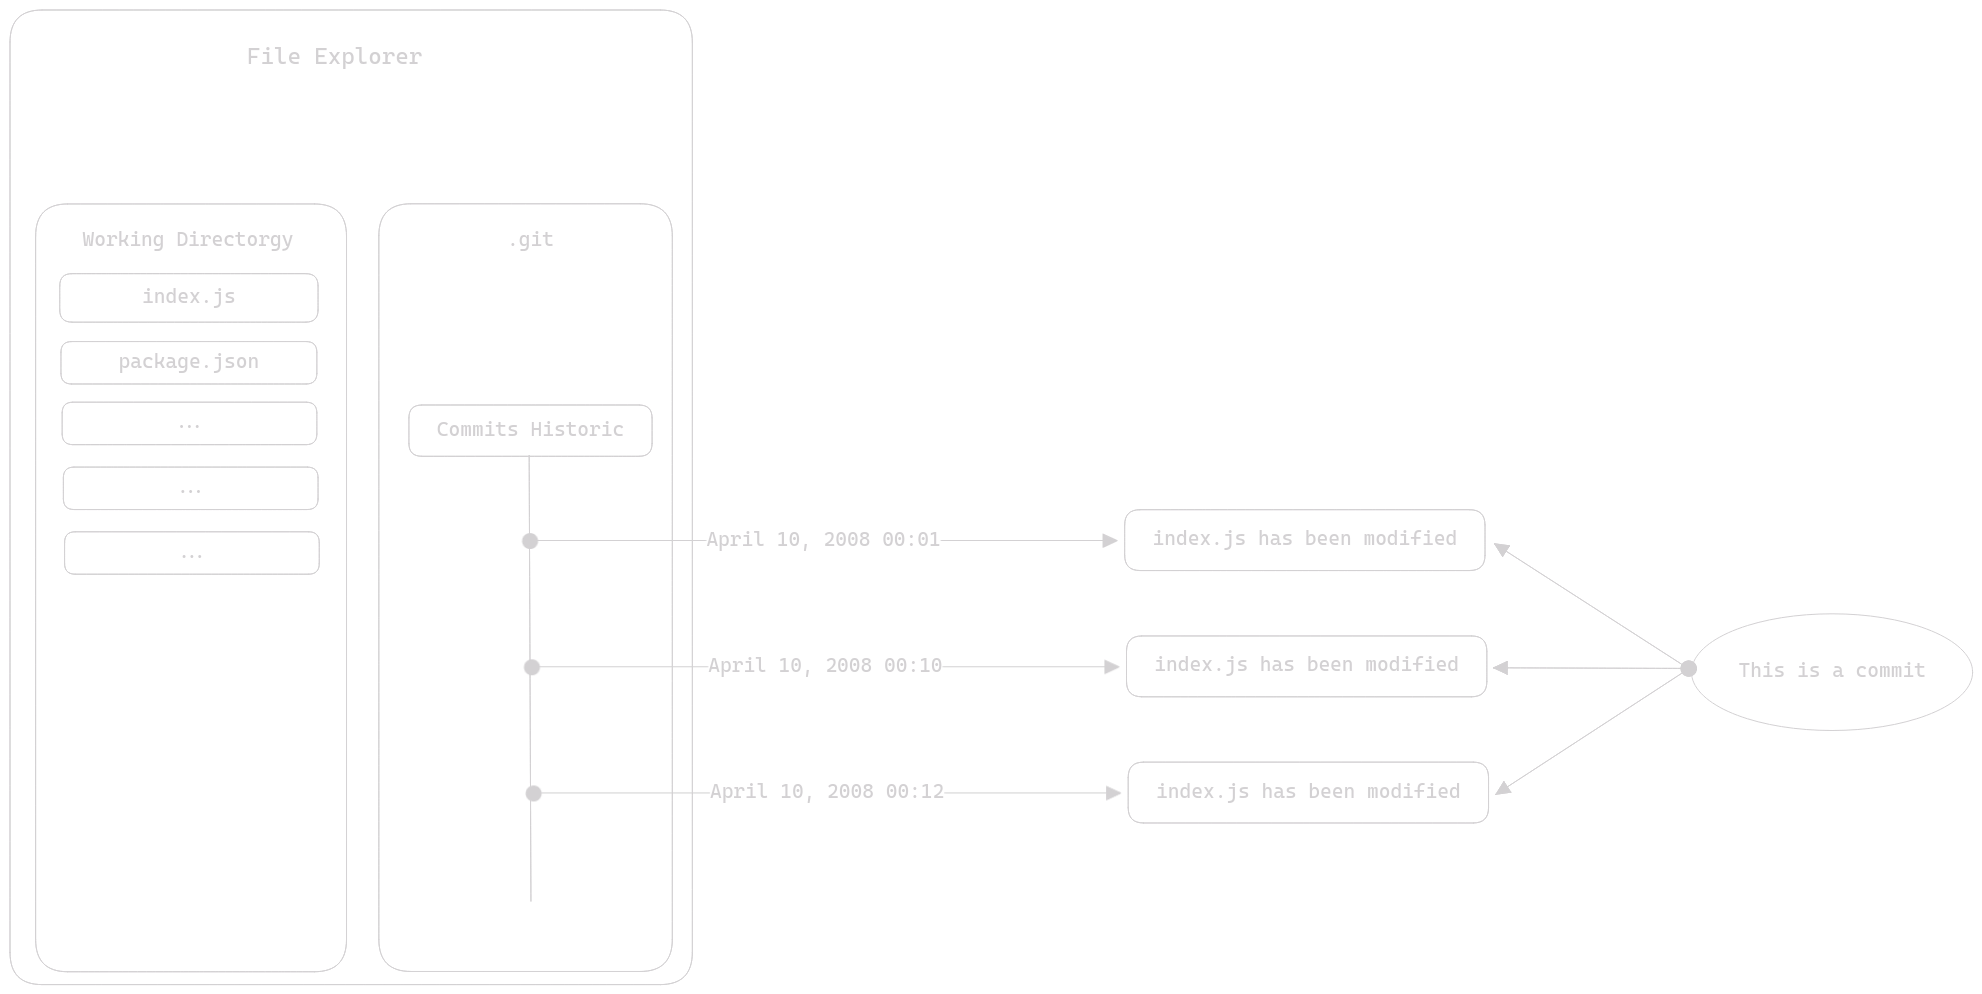 File Explorer
Working Directorgy
index.js
package.json
...
...
...
.git
Commits Historic
April 10, 2008 00:01
index.js has been modified
April 10, 2008 00:10
index.js has been modified
April 10, 2008 00:12
index.js has been modified
This is a commit